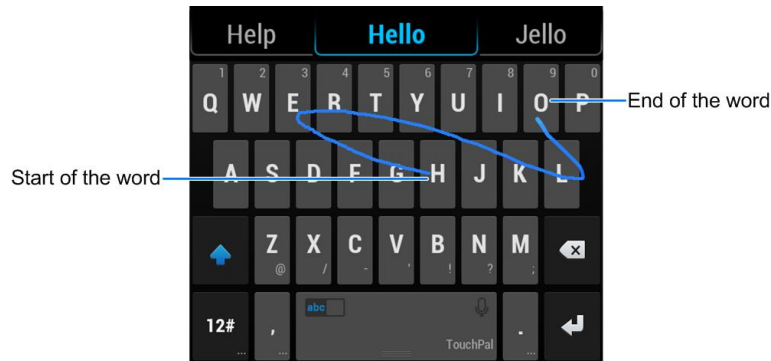 Help Hello Jello
1 2 3 4 5 6 7 8 9 0
Q W E R T Y U I O P
End of the word
Start of the word
A S D F G H J K L
Z X C V B N M
@ / - ' ! ? ;
abc
12# , .
... ... ...
TouchPal